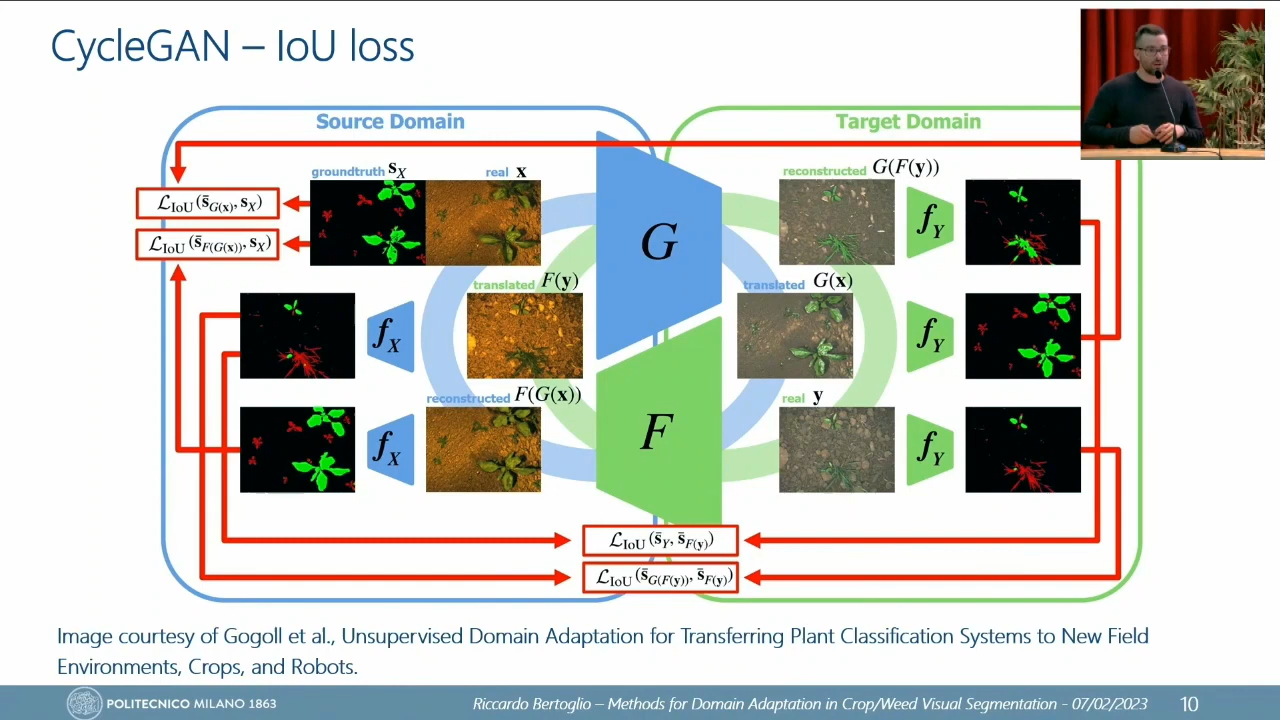 CycleGAN – IoU loss
Source Domain
Target Domain
groundtruth s_X
real x
reconstructed G(F(y))
ℒ_IoU(s̄_G(x), s_X)
ℒ_IoU(s̄_F(G(x)), s_X)
G
f_Y
translated F(y)
translated G(x)
f_X
f_Y
reconstructed F(G(x))
real y
f_X
F
f_Y
ℒ_IoU(s̄_Y, s̄_F(y))
ℒ_IoU(s̄_G(F(y)), s̄_F(y))
Image courtesy of Gogoll et al., Unsupervised Domain Adaptation for Transferring Plant Classification Systems to New Field
Environments, Crops, and Robots.
POLITECNICO MILANO 1863
Riccardo Bertoglio – Methods for Domain Adaptation in Crop/Weed Visual Segmentation - 07/02/2023
10